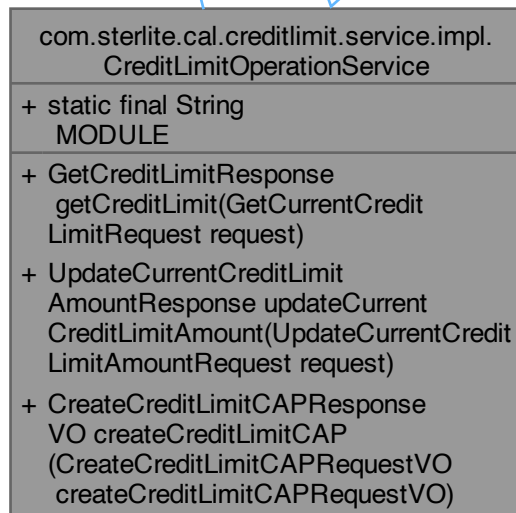 com.sterlite.cal.creditlimit.service.impl.
CreditLimitOperationService
+ static final String
MODULE
+ GetCreditLimitResponse
getCreditLimit(GetCurrentCredit
LimitRequest request)
+ UpdateCurrentCreditLimit
AmountResponse updateCurrent
CreditLimitAmount(UpdateCurrentCredit
LimitAmountRequest request)
+ CreateCreditLimitCAPResponse
VO createCreditLimitCAP
(CreateCreditLimitCAPRequestVO
createCreditLimitCAPRequestVO)